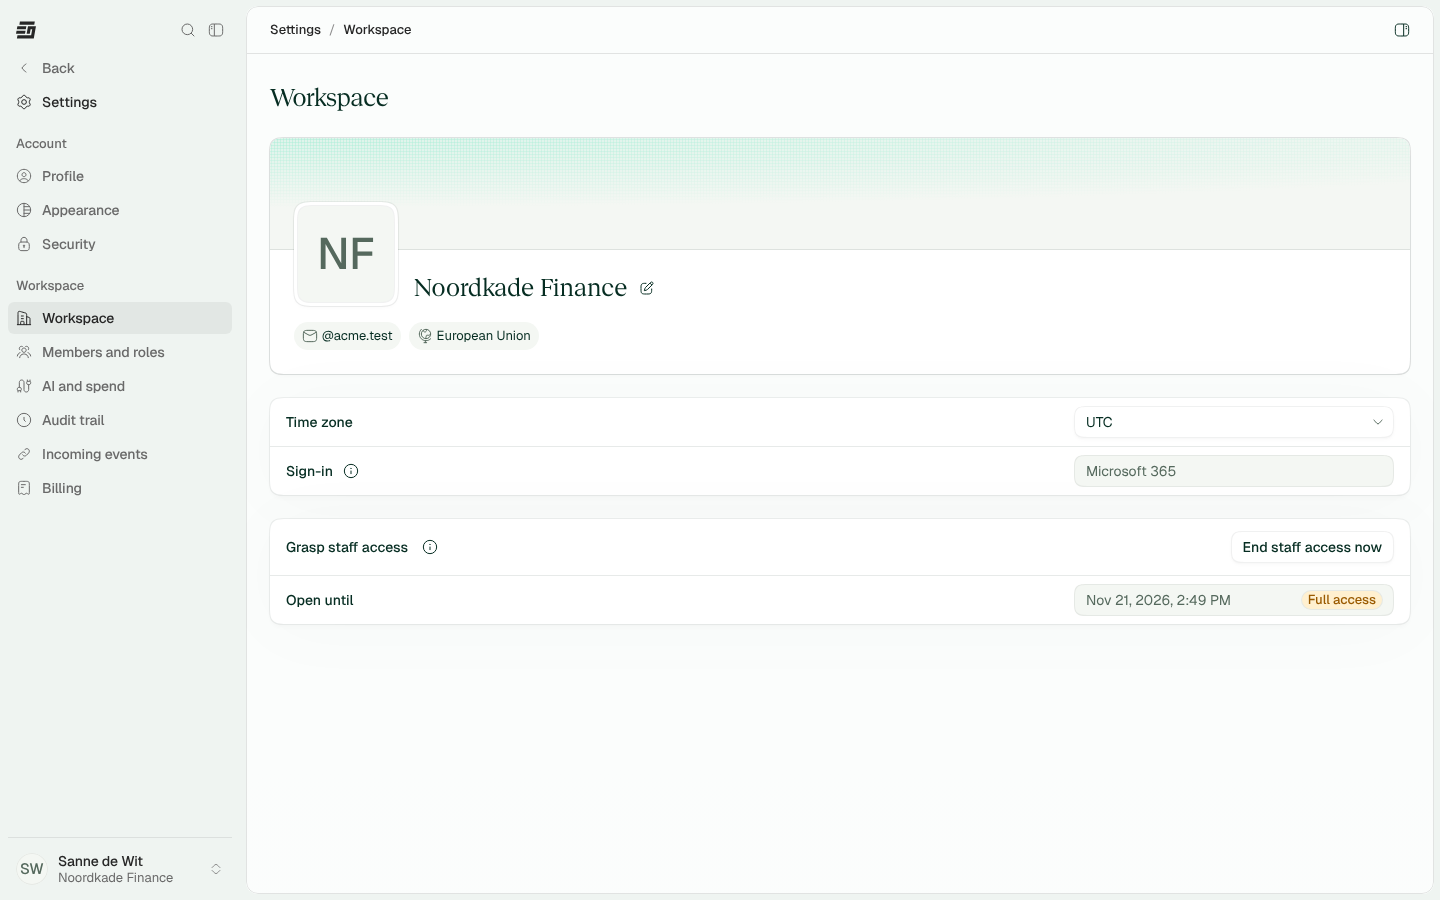 Settings / Workspace
Back
Settings
Account
Profile
Appearance
Security
Workspace
Workspace
Members and roles
AI and spend
Audit trail
Incoming events
Billing
Sanne de Wit
Noordkade Finance
SW
Workspace
NF
Noordkade Finance
@acme.test
European Union
Time zone
UTC
Sign-in
Microsoft 365
Grasp staff access
End staff access now
Open until
Nov 21, 2026, 2:49 PM
Full access